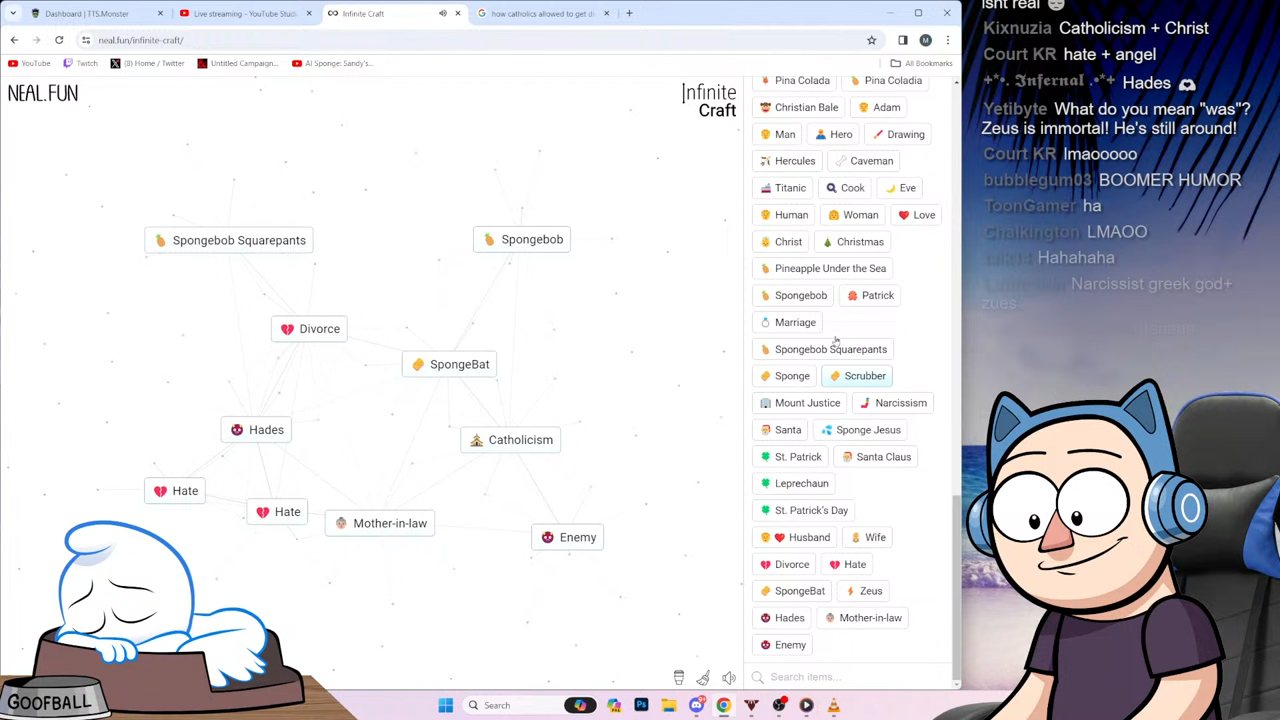 Dashboard | TTS.Monster
Live streaming - YouTube Studi
Infinite Craft
how catholics allowed to get d
neal.fun/infinite-craft/
YouTube
Twitch
(8) Home / Twitter
Untitled Campaign...
AI Sponge: Sandy's...
All Bookmarks
NEAL.FUN
Infinite
Craft
Spongebob Squarepants
Spongebob
Divorce
SpongeBat
Hades
Catholicism
Hate
Hate
Mother-in-law
Enemy
Pina Colada
Pina Coladia
Christian Bale
Adam
Man
Hero
Drawing
Hercules
Caveman
Titanic
Cook
Eve
Human
Woman
Love
Christ
Christmas
Pineapple Under the Sea
Spongebob
Patrick
Marriage
Spongebob Squarepants
Sponge
Scrubber
Mount Justice
Narcissism
Santa
Sponge Jesus
St. Patrick
Santa Claus
Leprechaun
St. Patrick's Day
Husband
Wife
Divorce
Hate
SpongeBat
Zeus
Hades
Mother-in-law
Enemy
Search items...
isnt real
Kixnuzia Catholicism + Christ
Court KR hate + angel
+*•. Infernal .•*+ Hades
Yetibyte What do you mean "was"?
Zeus is immortal! He's still around!
Court KR lmaooooo
bubblegum03 BOOMER HUMOR
ToonGamer ha
Chalkington LMAOO
Hahahaha
Narcissist greek god+
zues
GOOFBALL
Search